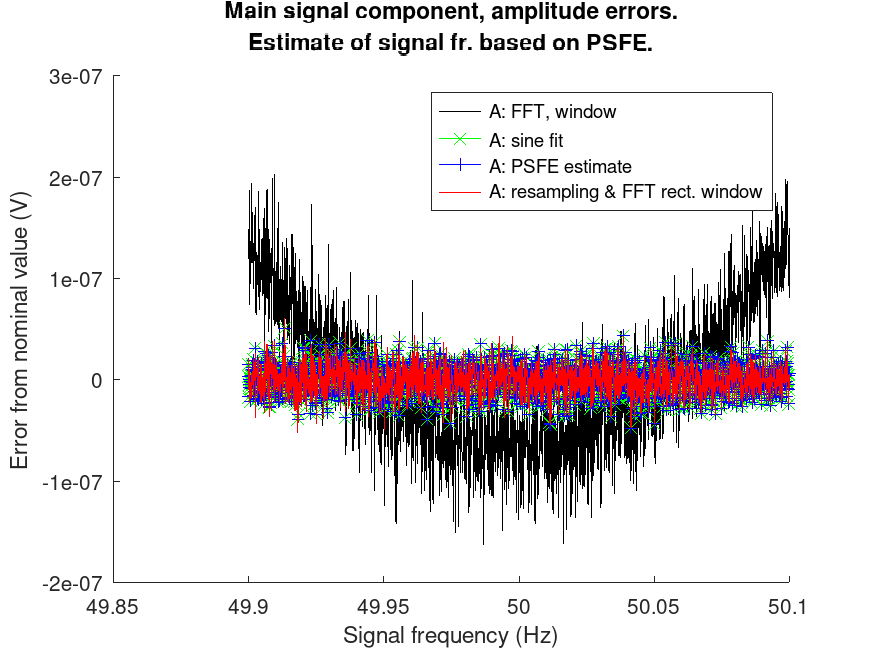 Main signal component, amplitude errors.
Estimate of signal fr. based on PSFE.
3e-07
2e-07
1e-07
0
-1e-07
-2e-07
Error from nominal value (V)
A: FFT, window
A: sine fit
A: PSFE estimate
A: resampling & FFT rect. window
49.85
49.9
49.95
50
50.05
50.1
Signal frequency (Hz)